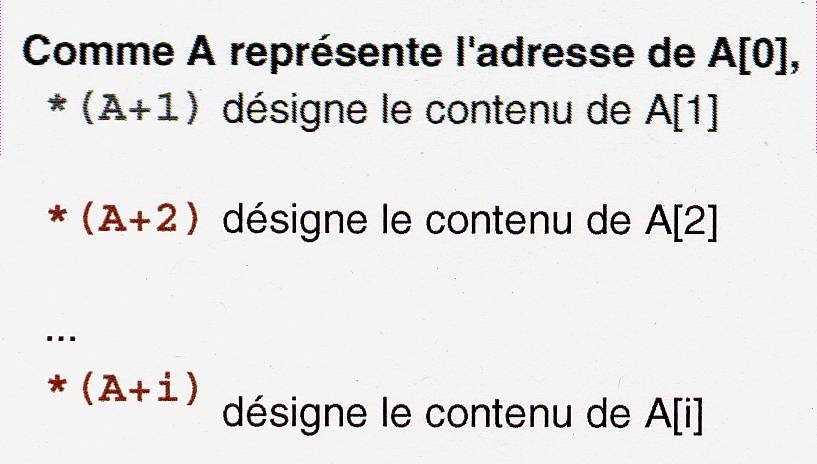 Comme A représente l'adresse de A[0],
*(A+1) désigne le contenu de A[1]
*(A+2) désigne le contenu de A[2]
...
*(A+i) désigne le contenu de A[i]